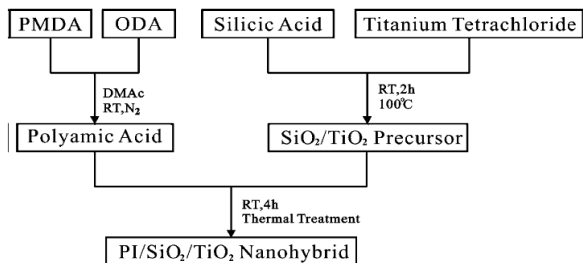 PMDA ODA Silicic Acid Titanium Tetrachloride
DMAc
RT,N₂
RT,2h
100℃
Polyamic Acid SiO₂/TiO₂ Precursor
RT,4h
Thermal Treatment
PI/SiO₂/TiO₂ Nanohybrid